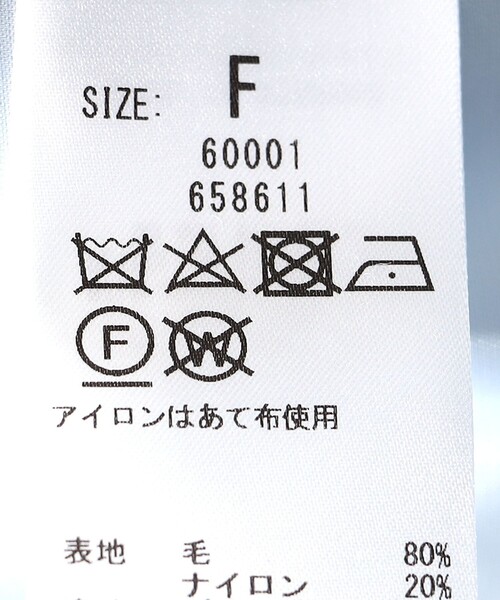 SIZE: F
60001
658611
F W
アイロンはあて布使用
表地 毛 80%
ナイロン 20%